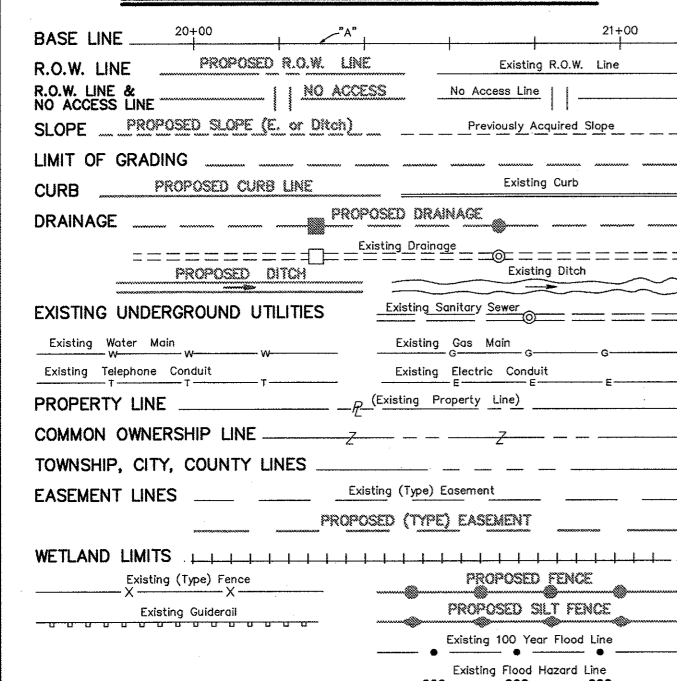 20+00 "A" 21+00
BASE LINE
R.O.W. LINE PROPOSED R.O.W. LINE Existing R.O.W. Line
R.O.W. LINE &
NO ACCESS LINE NO ACCESS No Access Line
SLOPE PROPOSED SLOPE (E. or Ditch) Previously Acquired Slope
LIMIT OF GRADING
CURB PROPOSED CURB LINE Existing Curb
DRAINAGE PROPOSED DRAINAGE
Existing Drainage
PROPOSED DITCH Existing Ditch
EXISTING UNDERGROUND UTILITIES Existing Sanitary Sewer
Existing Water Main Existing Gas Main
W W W G G G
Existing Telephone Conduit Existing Electric Conduit
T T T E E E
PROPERTY LINE PL (Existing Property Line)
COMMON OWNERSHIP LINE Z Z
TOWNSHIP, CITY, COUNTY LINES
EASEMENT LINES Existing (Type) Easement
PROPOSED (TYPE) EASEMENT
WETLAND LIMITS
Existing (Type) Fence PROPOSED FENCE
X X
Existing Guiderail PROPOSED SILT FENCE
Existing 100 Year Flood Line
Existing Flood Hazard Line